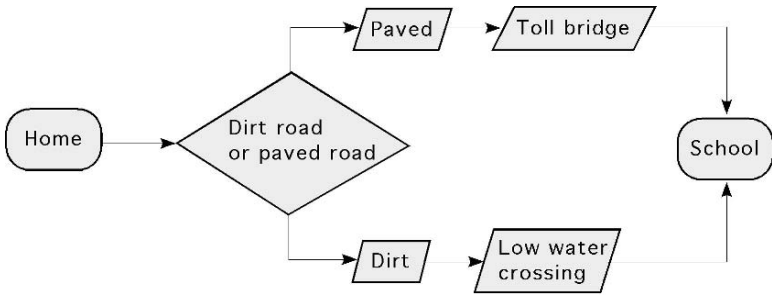 Home
Dirt road
or paved road
Paved
Toll bridge
Dirt
Low water
crossing
School